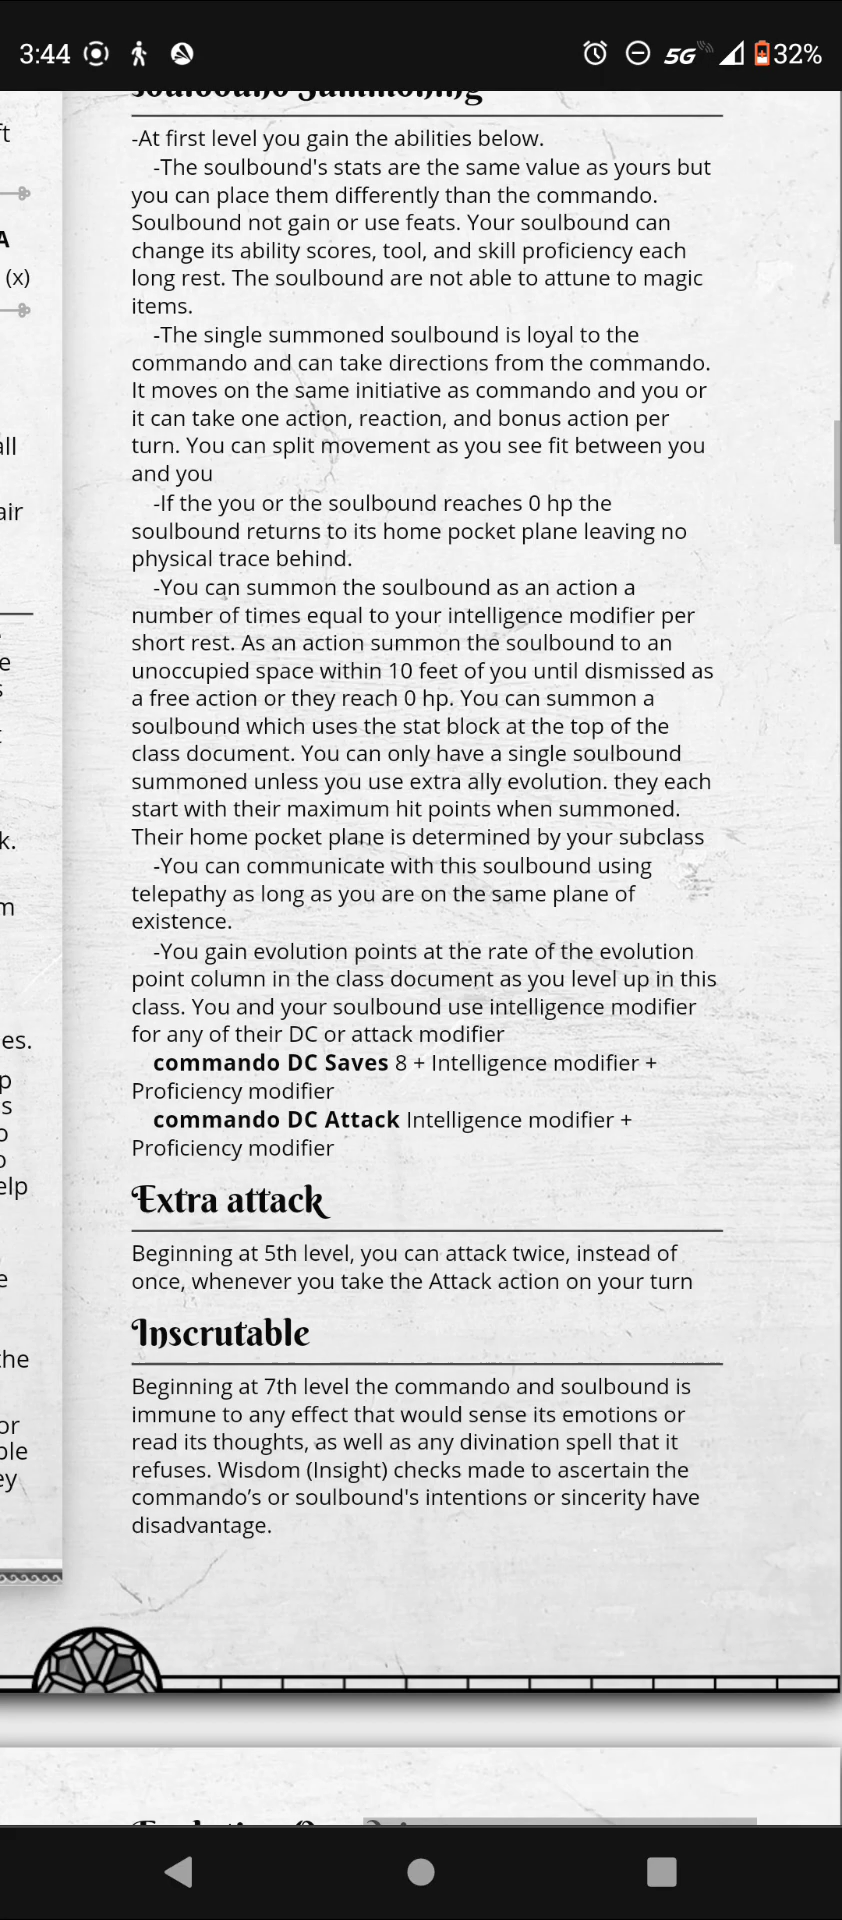 3:44
5G
32%
ft
A
(x)
all
air
e
s
k.
m
es.
p
s
o
o
elp
e
the
or
ble
ey
Soulbound Summoning
-At first level you gain the abilities below.
-The soulbound's stats are the same value as yours but
you can place them differently than the commando.
Soulbound not gain or use feats. Your soulbound can
change its ability scores, tool, and skill proficiency each
long rest. The soulbound are not able to attune to magic
items.
-The single summoned soulbound is loyal to the
commando and can take directions from the commando.
It moves on the same initiative as commando and you or
it can take one action, reaction, and bonus action per
turn. You can split movement as you see fit between you
and you
-If the you or the soulbound reaches 0 hp the
soulbound returns to its home pocket plane leaving no
physical trace behind.
-You can summon the soulbound as an action a
number of times equal to your intelligence modifier per
short rest. As an action summon the soulbound to an
unoccupied space within 10 feet of you until dismissed as
a free action or they reach 0 hp. You can summon a
soulbound which uses the stat block at the top of the
class document. You can only have a single soulbound
summoned unless you use extra ally evolution. they each
start with their maximum hit points when summoned.
Their home pocket plane is determined by your subclass
-You can communicate with this soulbound using
telepathy as long as you are on the same plane of
existence.
-You gain evolution points at the rate of the evolution
point column in the class document as you level up in this
class. You and your soulbound use intelligence modifier
for any of their DC or attack modifier
commando DC Saves 8 + Intelligence modifier +
Proficiency modifier
commando DC Attack Intelligence modifier +
Proficiency modifier
Extra attack
Beginning at 5th level, you can attack twice, instead of
once, whenever you take the Attack action on your turn
Inscrutable
Beginning at 7th level the commando and soulbound is
immune to any effect that would sense its emotions or
read its thoughts, as well as any divination spell that it
refuses. Wisdom (Insight) checks made to ascertain the
commando's or soulbound's intentions or sincerity have
disadvantage.